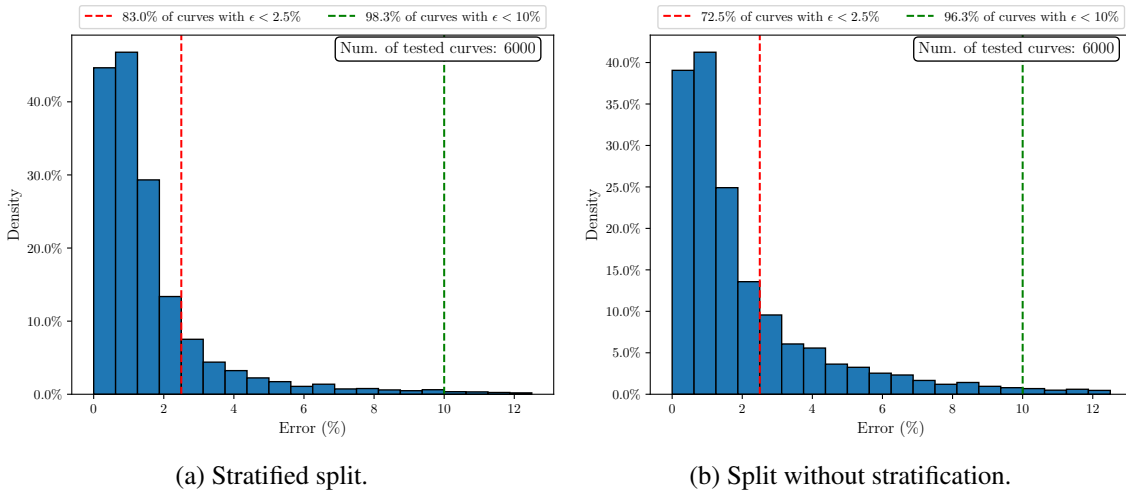 83.0% of curves with ϵ < 2.5%
98.3% of curves with ϵ < 10%
Num. of tested curves: 6000
40.0%
30.0%
20.0%
10.0%
0.0%
Density
0 2 4 6 8 10 12
Error (%)
(a) Stratified split.
72.5% of curves with ϵ < 2.5%
96.3% of curves with ϵ < 10%
Num. of tested curves: 6000
40.0%
35.0%
30.0%
25.0%
20.0%
15.0%
10.0%
5.0%
0.0%
Density
0 2 4 6 8 10 12
Error (%)
(b) Split without stratification.